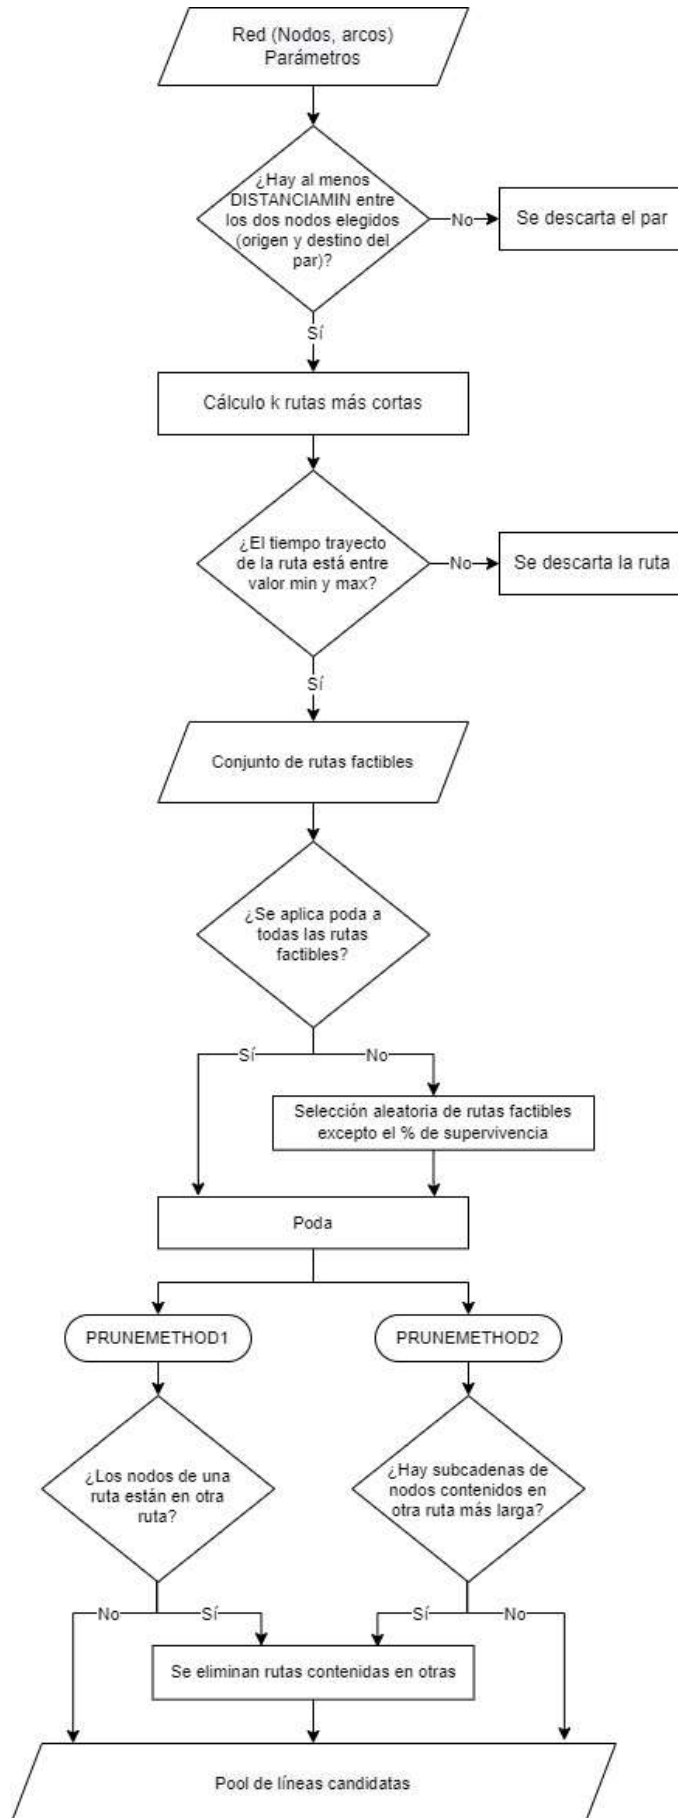 Red (Nodos, arcos)
Parámetros
¿Hay al menos
DISTANCIAMIN entre
los dos nodos elegidos
(origen y destino del
par)?
No
Se descarta el par
Sí
Cálculo k rutas más cortas
¿El tiempo trayecto
de la ruta está entre
valor min y max?
No
Se descarta la ruta
Sí
Conjunto de rutas factibles
¿Se aplica poda a
todas las rutas
factibles?
Sí
No
Selección aleatoria de rutas factibles
excepto el % de supervivencia
Poda
PRUNEMETHOD1
PRUNEMETHOD2
¿Los nodos de una
ruta están en otra
ruta?
¿Hay subcadenas de
nodos contenidos en
otra ruta más larga?
No
Sí
Sí
No
Se eliminan rutas contenidas en otras
Pool de líneas candidatas